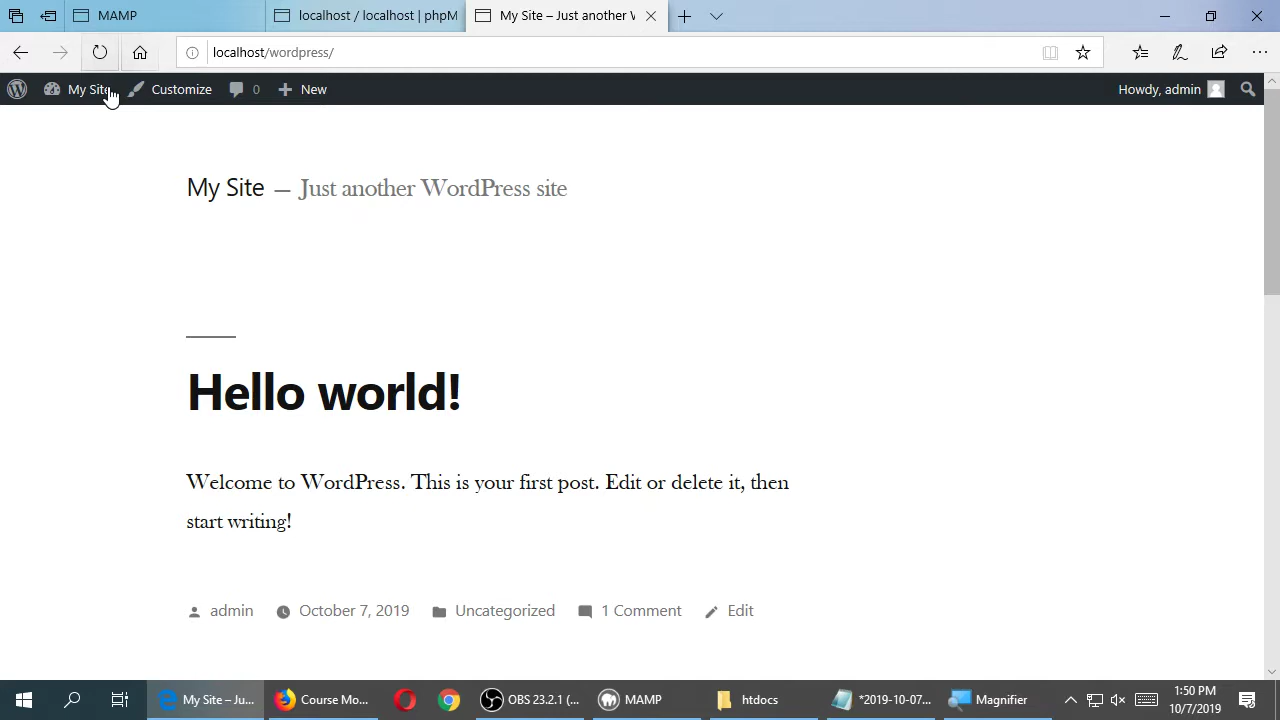 MAMP
localhost / localhost | phpM
My Site – Just another
localhost/wordpress/
My Site
Customize
0
New
Howdy, admin
My Site — Just another WordPress site
Hello world!
Welcome to WordPress. This is your first post. Edit or delete it, then
start writing!
admin
October 7, 2019
Uncategorized
1 Comment
Edit
My Site – Ju...
Course Mo...
OBS 23.2.1 (...
MAMP
htdocs
*2019-10-07...
Magnifier
1:50 PM
10/7/2019